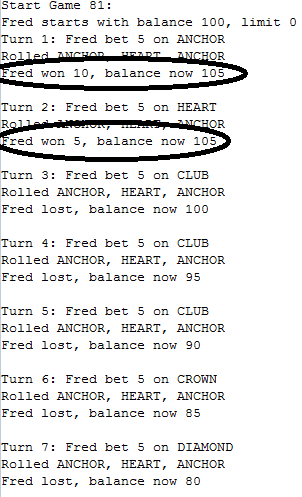 Start Game 81:
Fred starts with balance 100, limit 0
Turn 1: Fred bet 5 on ANCHOR
Rolled ANCHOR, HEART, ANCHOR
Fred won 10, balance now 105
Turn 2: Fred bet 5 on HEART
Rolled ANCHOR, HEART, ANCHOR
Fred won 5, balance now 105
Turn 3: Fred bet 5 on CLUB
Rolled ANCHOR, HEART, ANCHOR
Fred lost, balance now 100
Turn 4: Fred bet 5 on CLUB
Rolled ANCHOR, HEART, ANCHOR
Fred lost, balance now 95
Turn 5: Fred bet 5 on CLUB
Rolled ANCHOR, HEART, ANCHOR
Fred lost, balance now 90
Turn 6: Fred bet 5 on CROWN
Rolled ANCHOR, HEART, ANCHOR
Fred lost, balance now 85
Turn 7: Fred bet 5 on DIAMOND
Rolled ANCHOR, HEART, ANCHOR
Fred lost, balance now 80